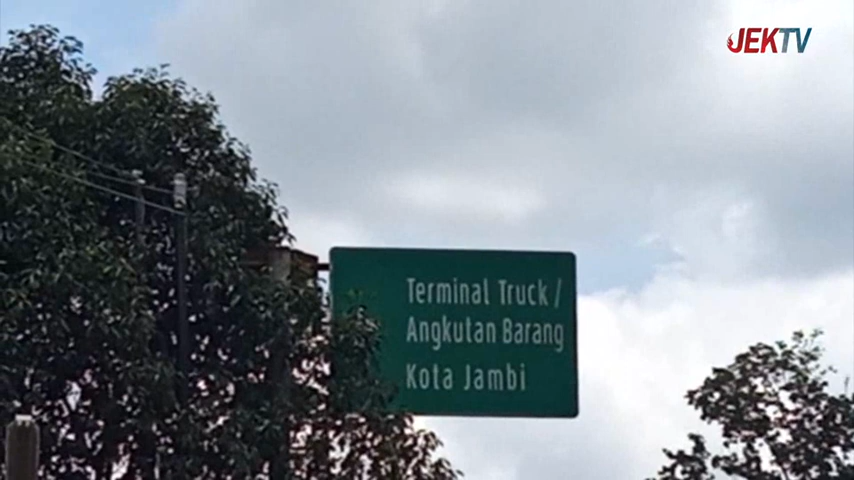 JEKTV
Terminal Truck /
Angkutan Barang
Kota Jambi